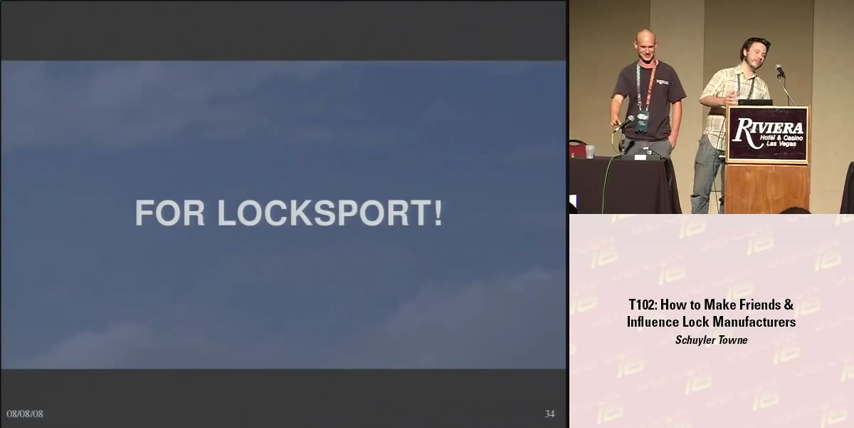 FOR LOCKSPORT!
08/08/08
34
RIVIERA
Hotel & Casino
Las Vegas
T102: How to Make Friends &
Influence Lock Manufacturers
Schuyler Towne